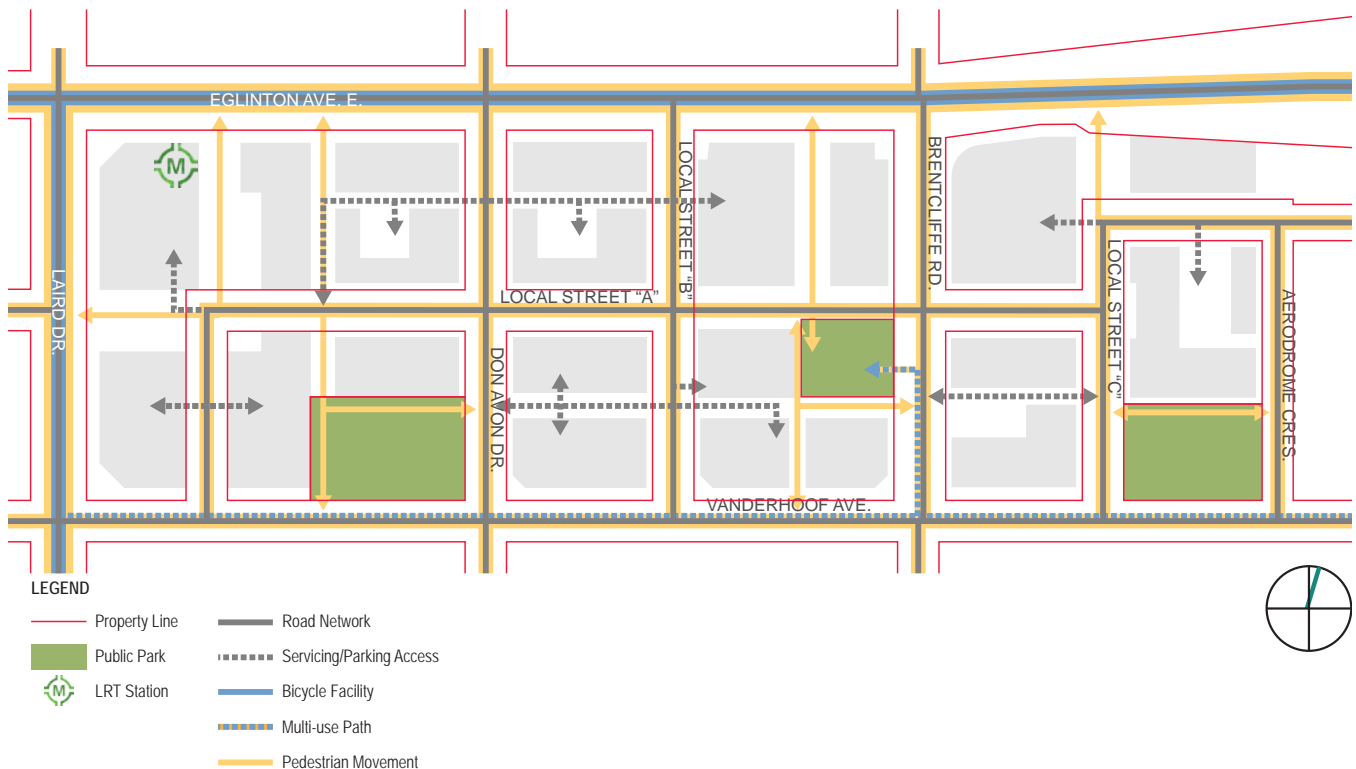 EGLINTON AVE. E.
M
LOCAL STREET "B"
BRENTCLIFFE RD.
LAIRD DR.
LOCAL STREET "A"
LOCAL STREET "C"
AERODROME CRES.
DON AVON DR.
VANDERHOOF AVE.
LEGEND
Property Line
Road Network
Public Park
Servicing/Parking Access
M
LRT Station
Bicycle Facility
Multi-use Path
Pedestrian Movement